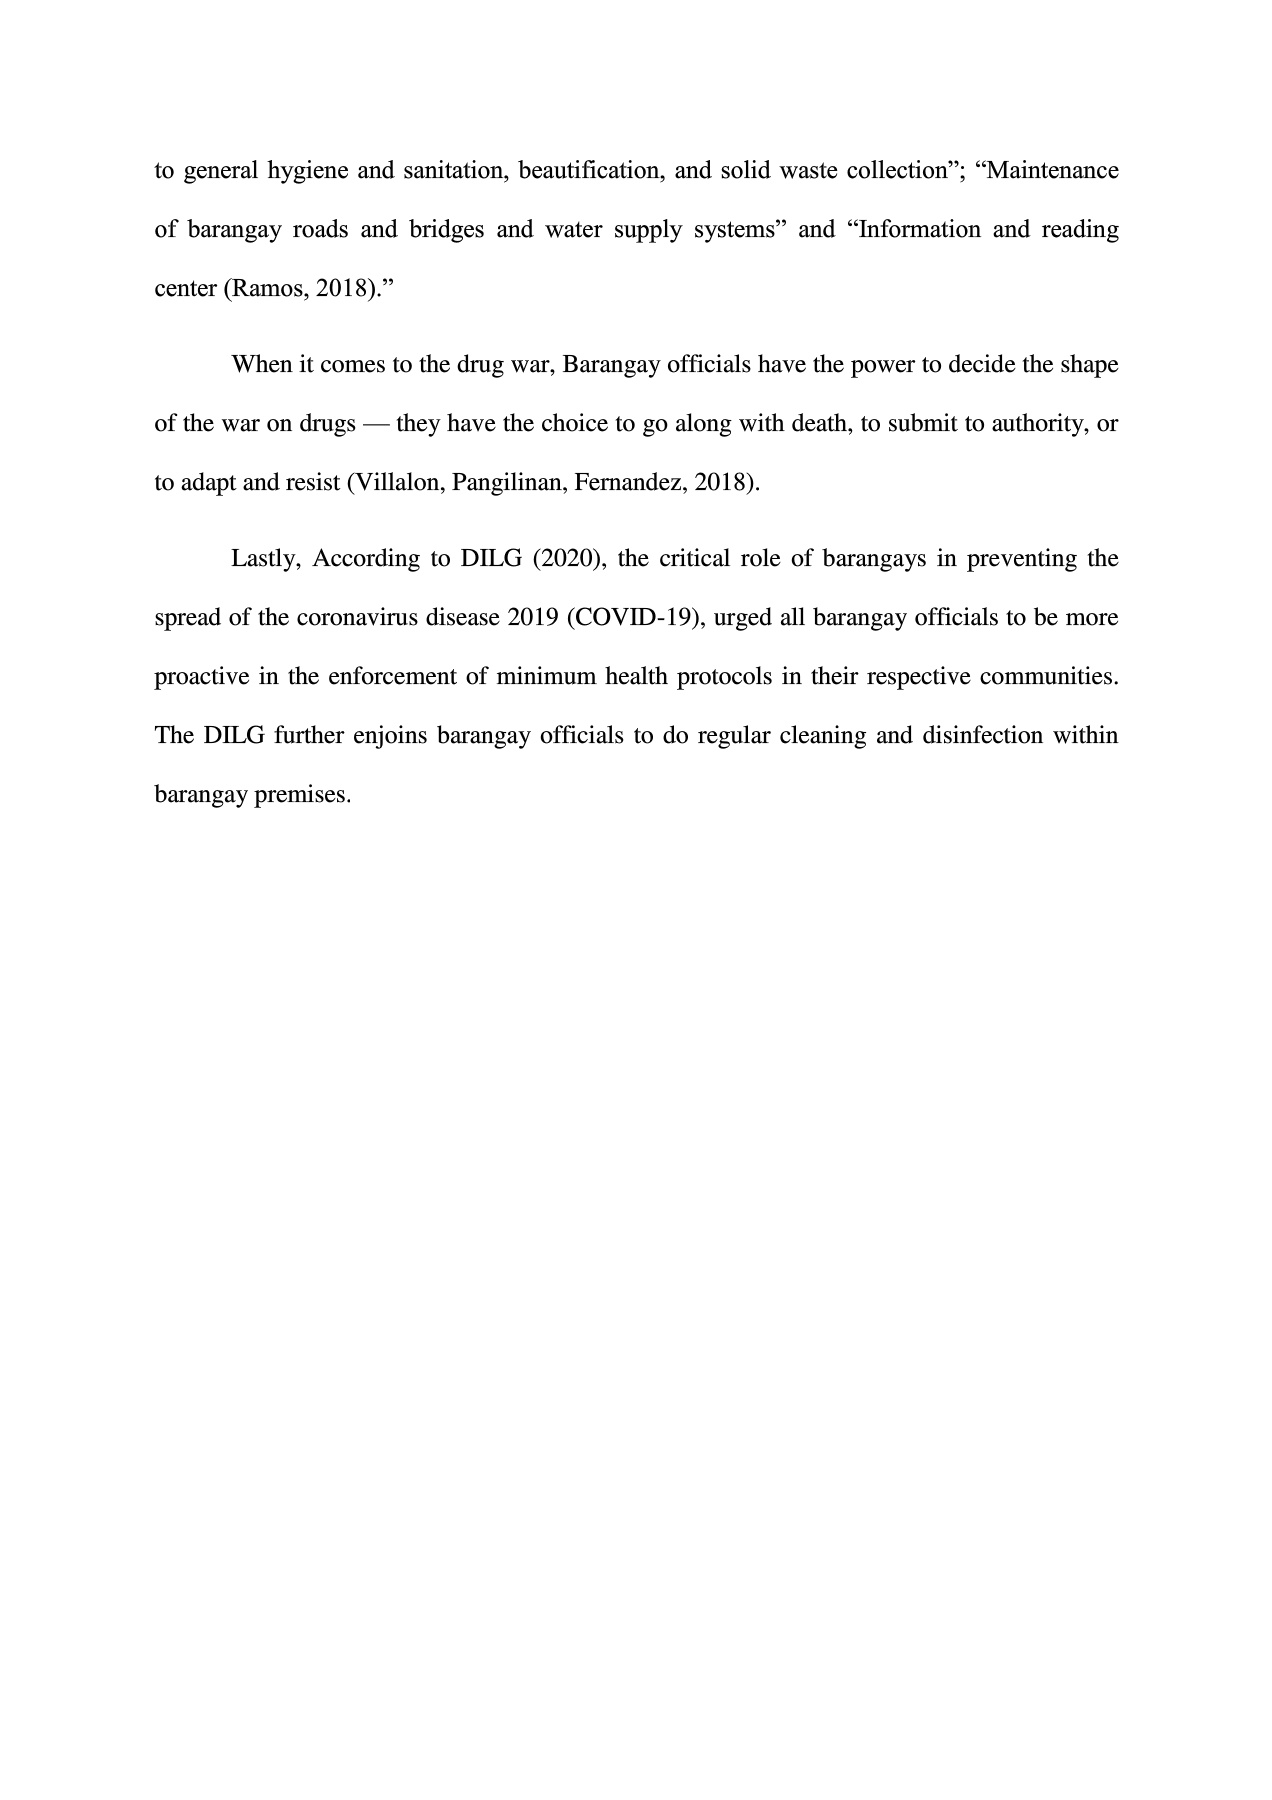 to general hygiene and sanitation, beautification, and solid waste collection”; “Maintenance
of barangay roads and bridges and water supply systems” and “Information and reading
center (Ramos, 2018).”
When it comes to the drug war, Barangay officials have the power to decide the shape
of the war on drugs — they have the choice to go along with death, to submit to authority, or
to adapt and resist (Villalon, Pangilinan, Fernandez, 2018).
Lastly, According to DILG (2020), the critical role of barangays in preventing the
spread of the coronavirus disease 2019 (COVID-19), urged all barangay officials to be more
proactive in the enforcement of minimum health protocols in their respective communities.
The DILG further enjoins barangay officials to do regular cleaning and disinfection within
barangay premises.